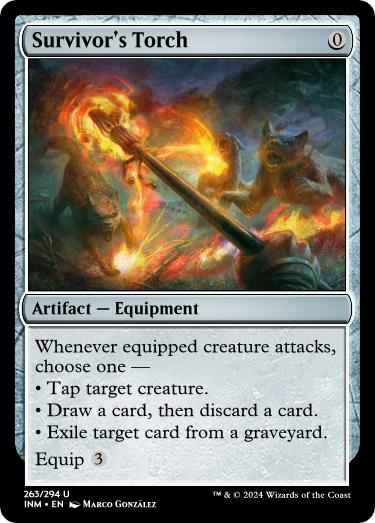 Survivor's Torch 0
Artifact — Equipment
Whenever equipped creature attacks,
choose one —
• Tap target creature.
• Draw a card, then discard a card.
• Exile target card from a graveyard.
Equip 3
263/294 U
INM • EN Marco González
™ & © 2024 Wizards of the Coast